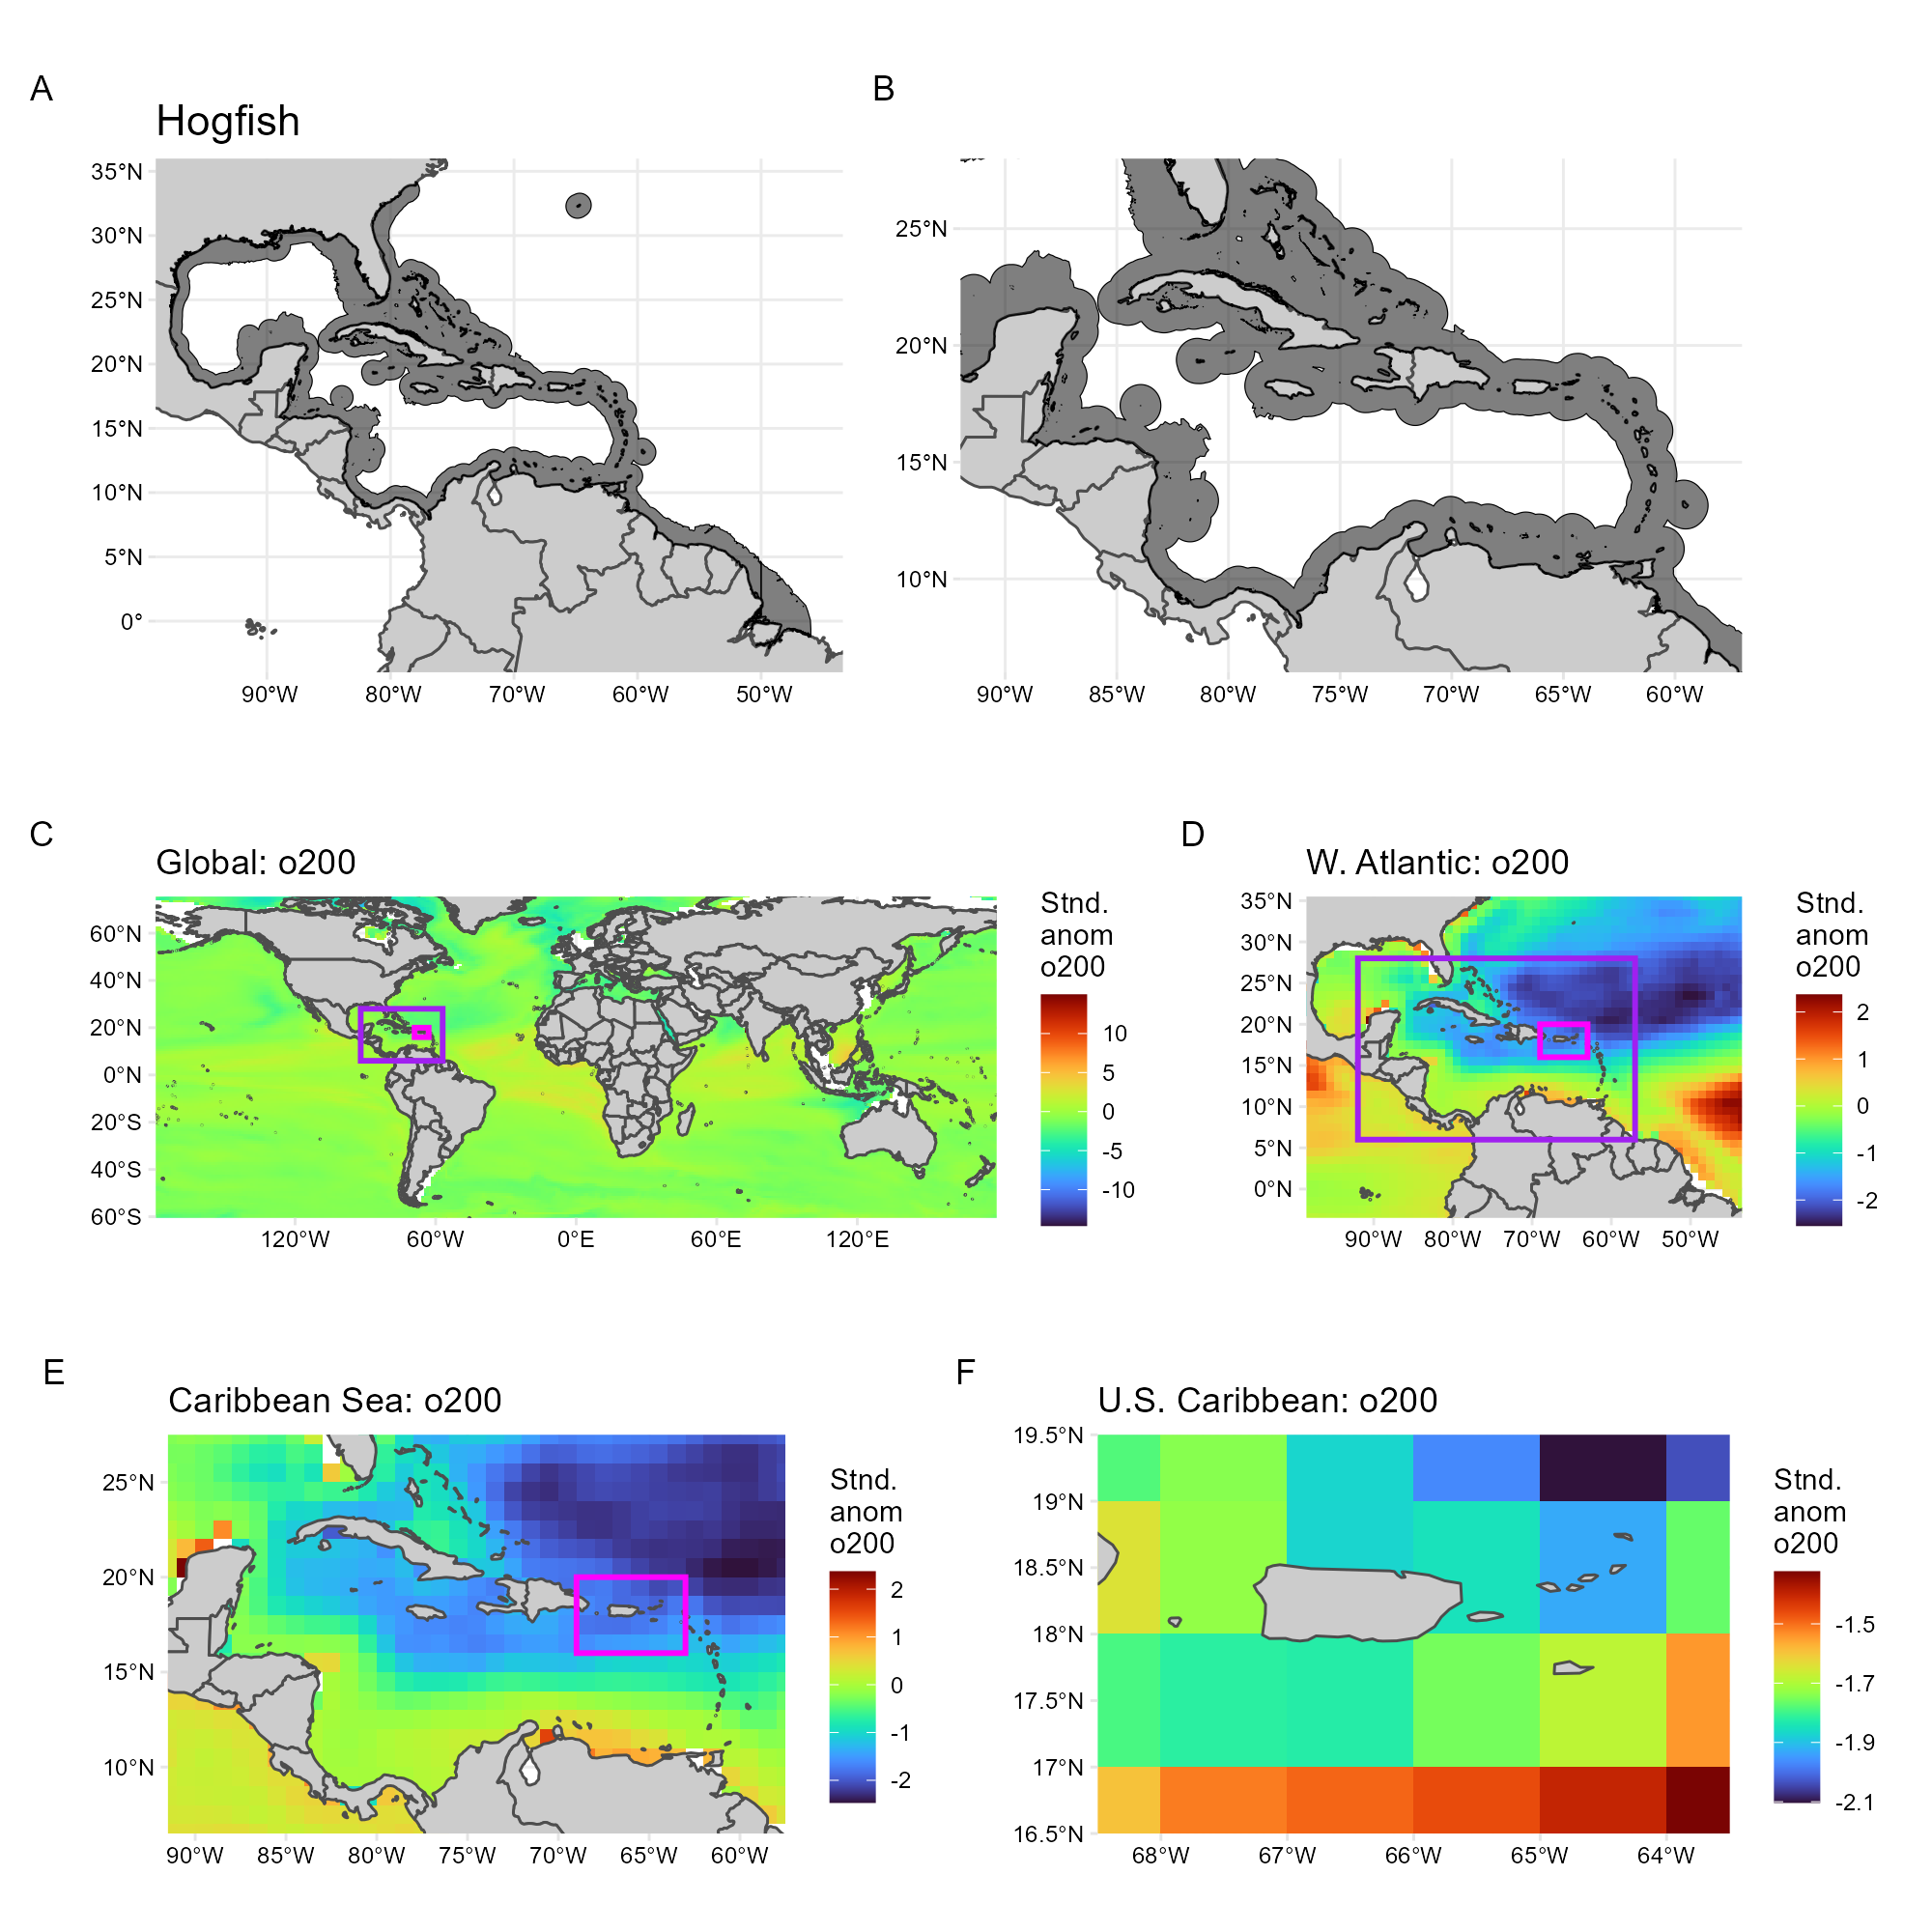 A
B
Hogfish
35°N
30°N
25°N
20°N
15°N
10°N
5°N
0°
90°W 80°W 70°W 60°W 50°W
25°N
20°N
15°N
10°N
90°W 85°W 80°W 75°W 70°W 65°W 60°W
C
Global: o200
60°N
40°N
20°N
0°N
20°S
40°S
60°S
120°W 60°W 0°E 60°E 120°E
Stnd.
anom
o200
10
5
0
-5
-10
D
W. Atlantic: o200
35°N
30°N
25°N
20°N
15°N
10°N
5°N
0°N
90°W 80°W 70°W 60°W 50°W
Stnd.
anom
o200
2
1
0
-1
-2
E
Caribbean Sea: o200
25°N
20°N
15°N
10°N
90°W 85°W 80°W 75°W 70°W 65°W 60°W
Stnd.
anom
o200
2
1
0
-1
-2
F
U.S. Caribbean: o200
19.5°N
19°N
18.5°N
18°N
17.5°N
17°N
16.5°N
68°W 67°W 66°W 65°W 64°W
Stnd.
anom
o200
-1.5
-1.7
-1.9
-2.1